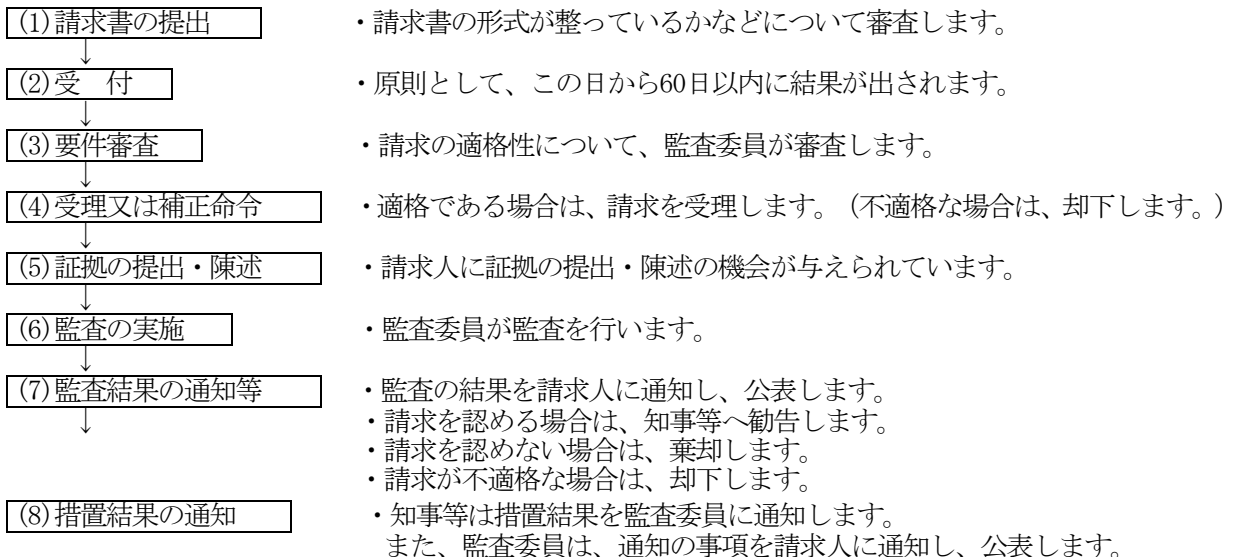 (1)請求書の提出 ・請求書の形式が整っているかなどについて審査します。
↓
(2)受　付 ・原則として、この日から60日以内に結果が出されます。
↓
(3)要件審査 ・請求の適格性について、監査委員が審査します。
↓
(4)受理又は補正命令 ・適格である場合は、請求を受理します。（不適格な場合は、却下します。）
↓
(5)証拠の提出・陳述 ・請求人に証拠の提出・陳述の機会が与えられています。
↓
(6)監査の実施 ・監査委員が監査を行います。
↓
(7)監査結果の通知等 ・監査の結果を請求人に通知し、公表します。
↓ ・請求を認める場合は、知事等へ勧告します。
・請求を認めない場合は、棄却します。
・請求が不適格な場合は、却下します。
(8)措置結果の通知 ・知事等は措置結果を監査委員に通知します。
また、監査委員は、通知の事項を請求人に通知し、公表します。